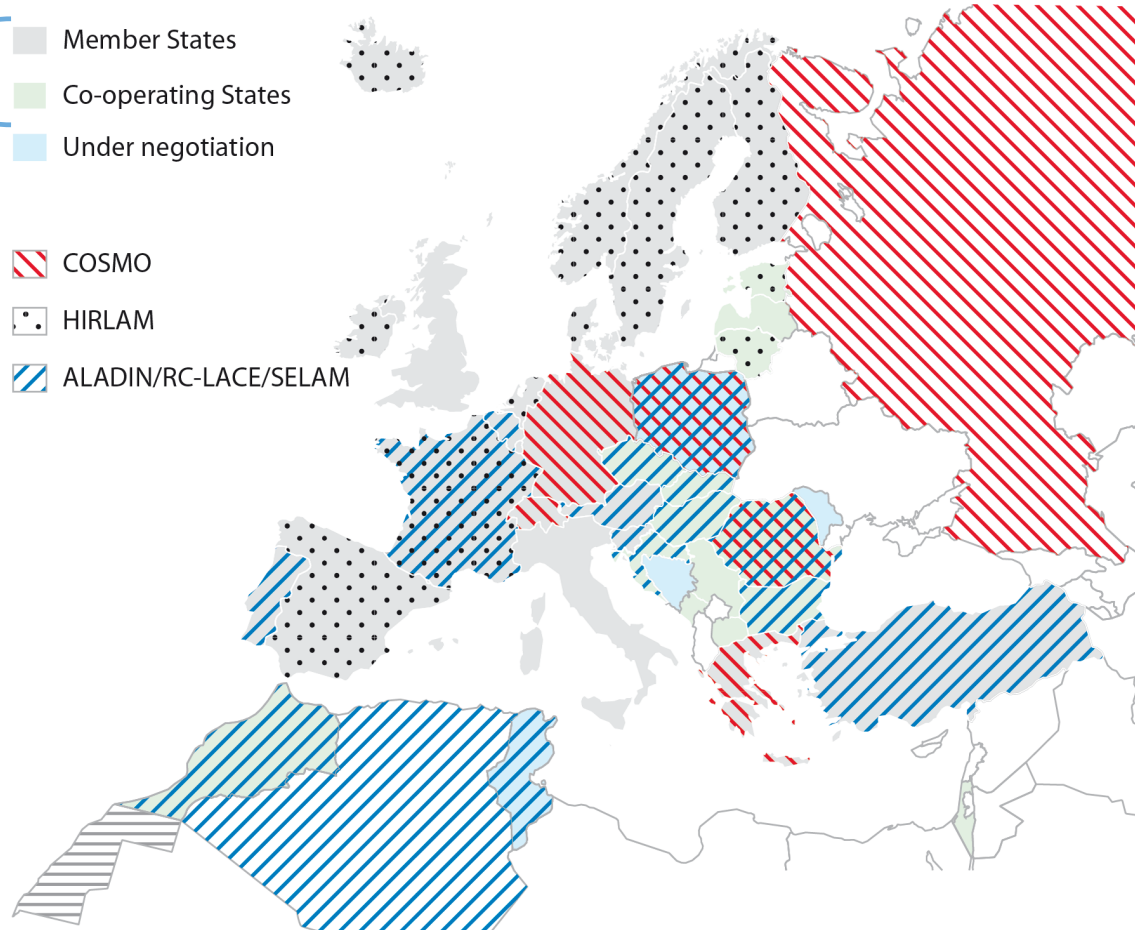 Member States
Co-operating States
Under negotiation
COSMO
HIRLAM
ALADIN/RC-LACE/SELAM